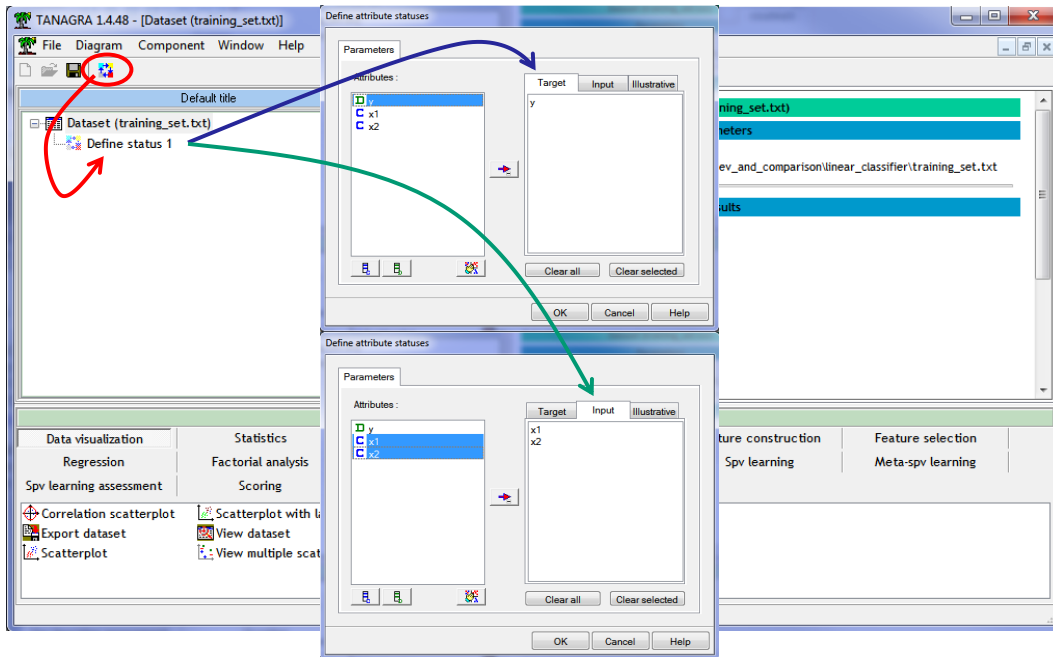 TANAGRA 1.4.48 - [Dataset (training_set.txt)]
File Diagram Component Window Help
Default title
Dataset (training_set.txt)
Define status 1
Define attribute statuses
Parameters
Attributes :
D y
C x1
C x2
Target Input Illustrative
y
Clear all Clear selected
OK Cancel Help
ning_set.txt)
neters
ev_and_comparison\linear_classifier\training_set.txt
ults
Define attribute statuses
Parameters
Attributes :
D y
C x1
C x2
Target Input Illustrative
x1
x2
Clear all Clear selected
OK Cancel Help
Data visualization Statistics ture construction Feature selection
Regression Factorial analysis Spv learning Meta-spv learning
Spv learning assessment Scoring
Correlation scatterplot Scatterplot with la
Export dataset View dataset
Scatterplot View multiple scat